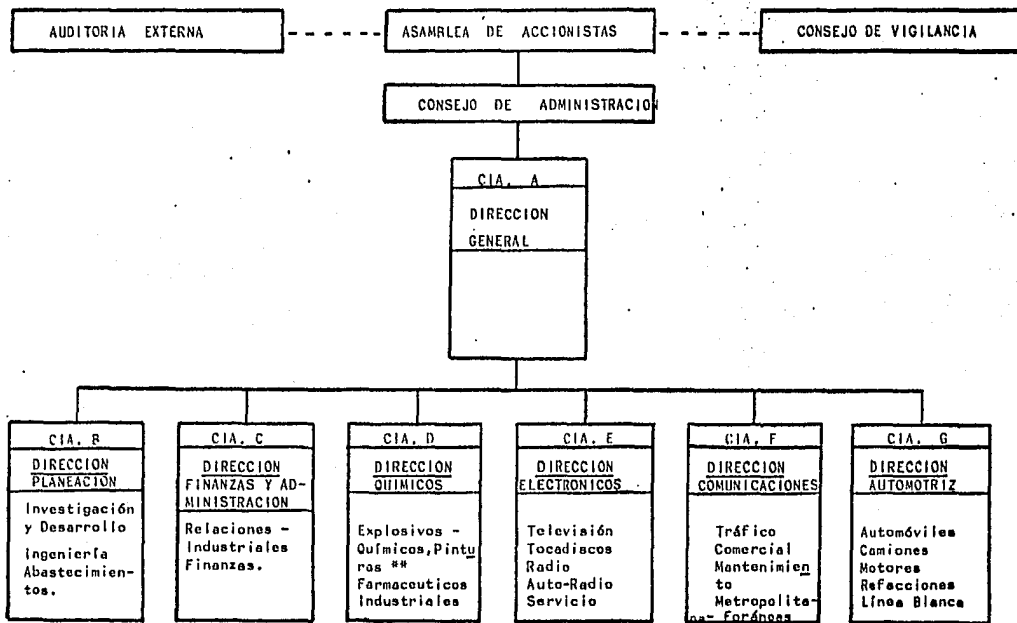 AUDITORIA EXTERNA
ASAMBLEA DE ACCIONISTAS
CONSEJO DE VIGILANCIA
CONSEJO DE ADMINISTRACION
CIA. A
DIRECCION
GENERAL
CIA. B
DIRECCION
PLANEACION
Investigación
y Desarrollo
Ingeniería
Abastecimien-
tos.
CIA. C
DIRECCION
FINANZAS Y AD-
MINISTRACION
Relaciones -
Industriales
Finanzas.
CIA. D
DIRECCION
QUIMICOS
Explosivos -
Químicos,Pintu
ras **
Farmaceuticos
Industriales
CIA. E
DIRECCION
ELECTRONICOS
Televisión
Tocadiscos
Radio
Auto-Radio
Servicio
CIA. F
DIRECCION
COMUNICACIONES
Tráfico
Comercial
Mantenimien
to
Metropolita-
na- Foráneas
CIA. G
DIRECCION
AUTOMOTRIZ
Automóviles
Camiones
Motores
Refacciones
Línea Blanca